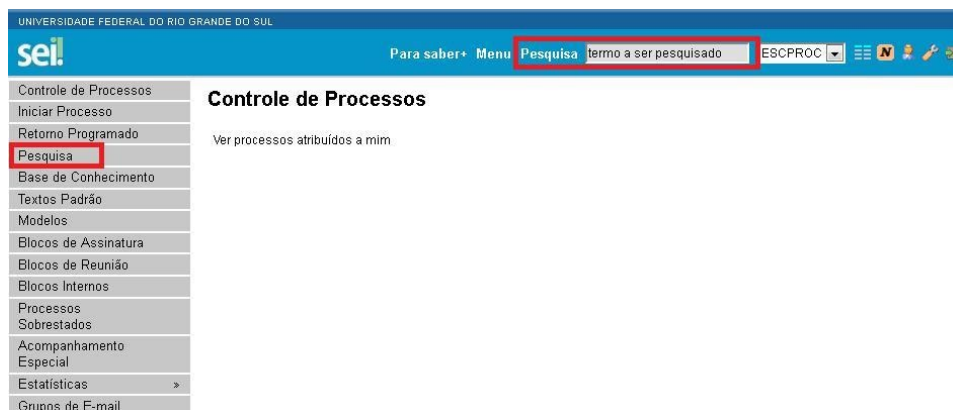 UNIVERSIDADE FEDERAL DO RIO GRANDE DO SUL
sei!
Para saber+ Menu Pesquisa termo a ser pesquisado ESCPROC
N
Controle de Processos
Iniciar Processo
Retorno Programado
Pesquisa
Base de Conhecimento
Textos Padrão
Modelos
Blocos de Assinatura
Blocos de Reunião
Blocos Internos
Processos
Sobrestados
Acompanhamento
Especial
Estatísticas »
Grupos de E-mail
Controle de Processos
Ver processos atribuídos a mim